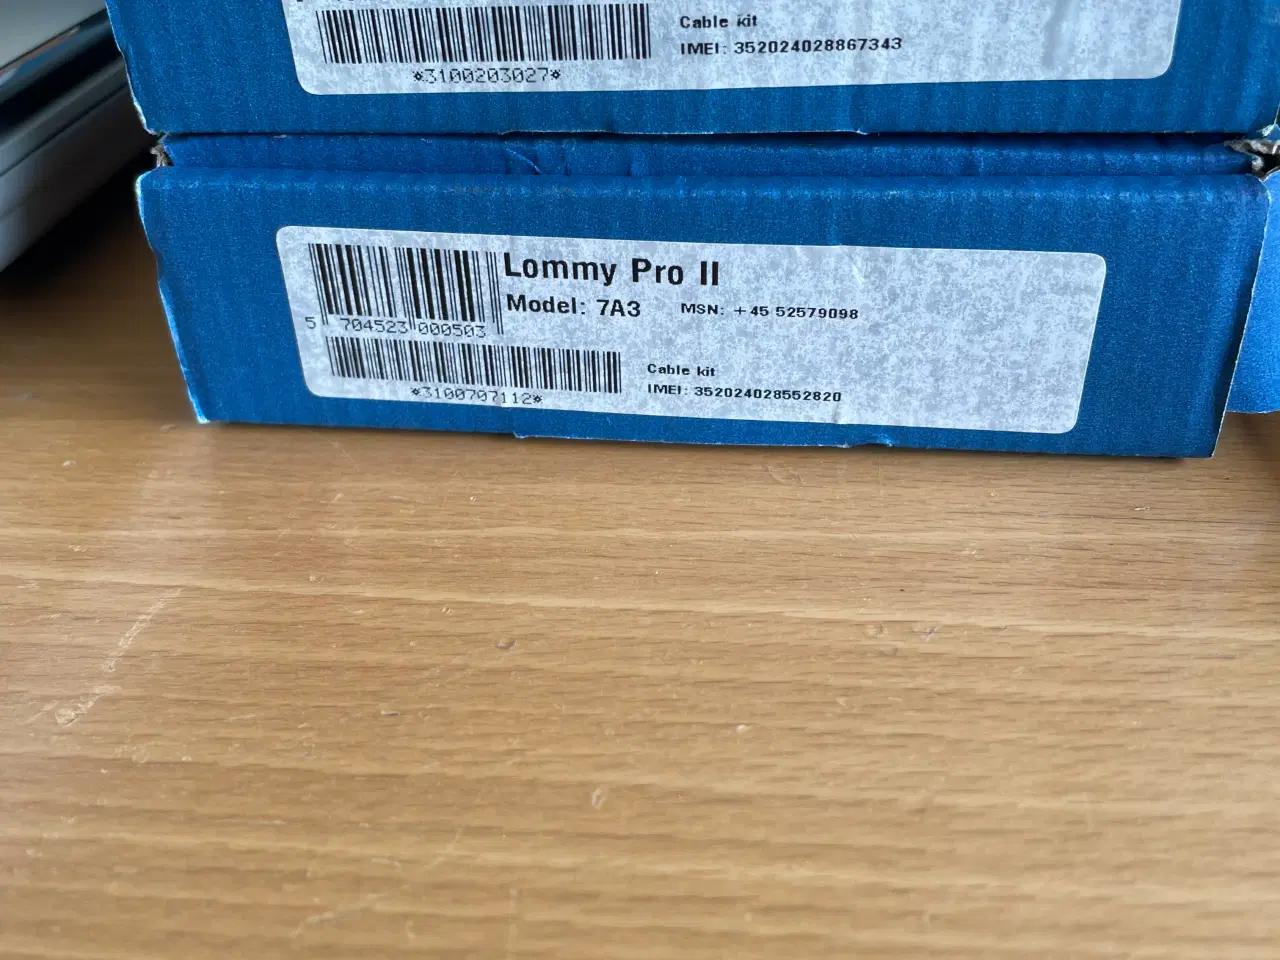 Cable kit
IMEI: 352024028867343
*3100203027*
Lommy Pro II
Model: 7A3 MSN: +45 52579098
5 704523 000503
Cable kit
IMEI: 352024028552820
*3100707112*